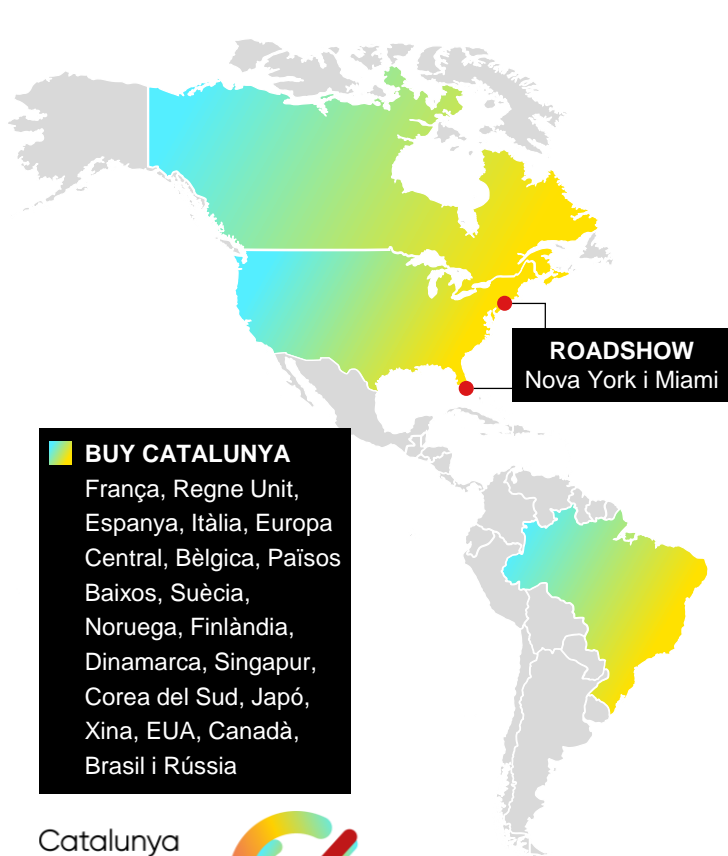 ROADSHOW
Nova York i Miami
BUY CATALUNYA
França, Regne Unit,
Espanya, Itàlia, Europa
Central, Bèlgica, Països
Baixos, Suècia,
Noruega, Finlàndia,
Dinamarca, Singapur,
Corea del Sud, Japó,
Xina, EUA, Canadà,
Brasil i Rússia
Catalunya